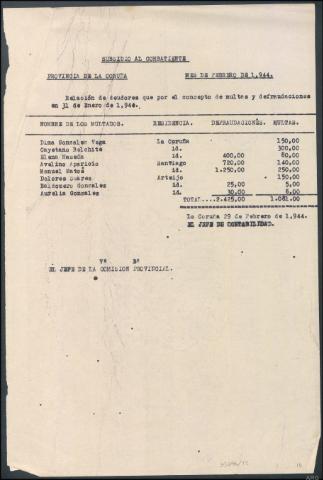 SUBSIDIO AL COMBATIENTE
PROVINCIA DE LA CORUÑA MES DE FEBRERO DE 1.944.
Relación de deudores que por el concepto de multas y defraudaciones
en 31 de Enero de 1.944.
NOMBRE DE LOS MULTADOS. RESIDENCIA. DEFRAUDACIONES. MULTAS.
Dima Gonzalez Vega La Coruña 150,00
Cayetano Belchite id. 300,00
Elena Maseda id. 400,00 80,00
Avelino Aparicio Santiago 720,00 140,00
Manuel Matos id. 1.250,00 250,00
Dolores Suarez Arteijo 150,00
Baldomero Gonzalez id. 25,00 5,00
Aurelia Gonzalez id. 30,00 6,00
TOTAL.... 2.425,00 1.081,00
La Coruña 29 de Febrero de 1.944.
EL JEFE DE CONTABILIDAD.
Vº Bº
EL JEFE DE LA COMISION PROVINCIAL.